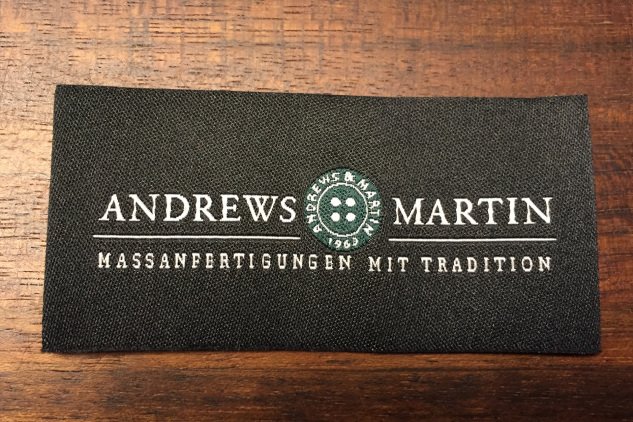 ANDREWS MARTIN
ANDREWS & MARTIN
1963
MASSANFERTIGUNGEN MIT TRADITION